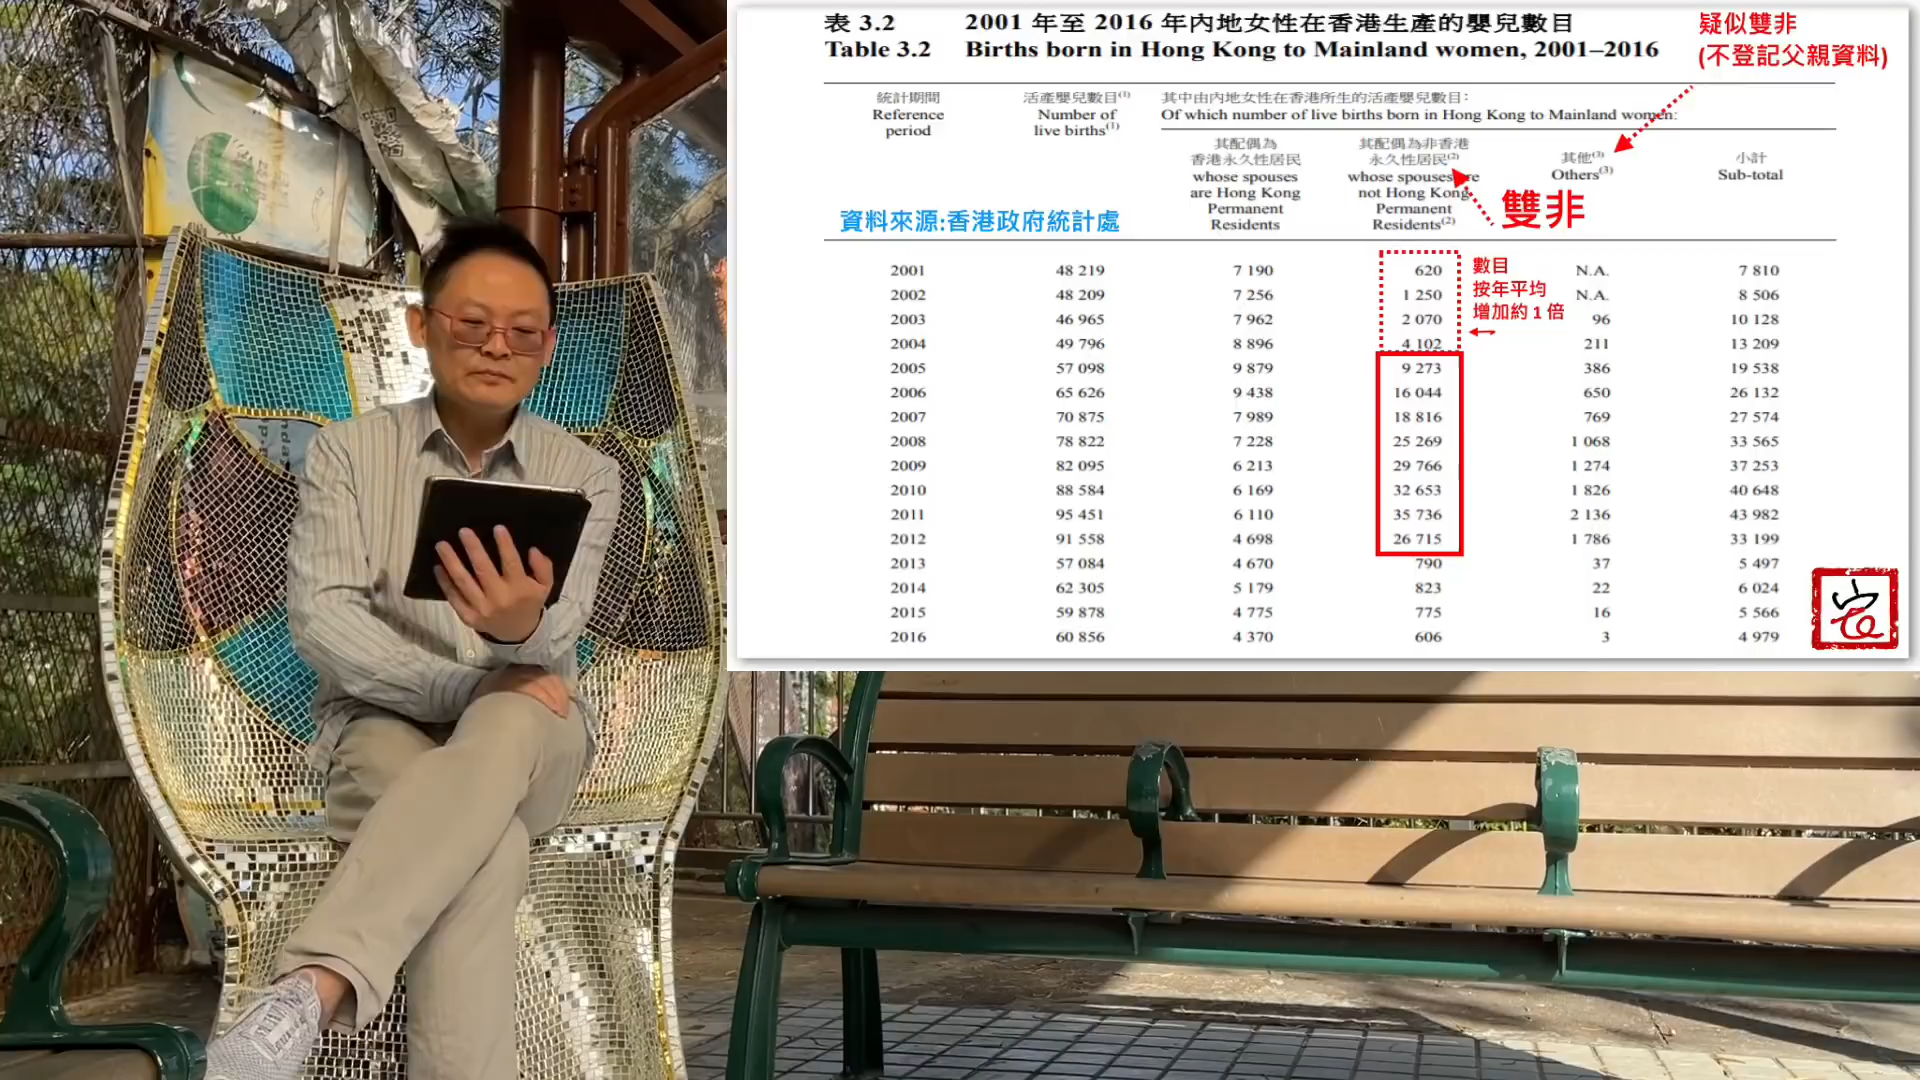 表 3.2 2001 年至 2016 年內地女性在香港生產的嬰兒數目
Table 3.2 Births born in Hong Kong to Mainland women, 2001–2016
疑似雙非
(不登記父親資料)
統計期間
Reference
period
活產嬰兒數目(1)
Number of
live births(1)
其中由內地女性在香港所生的活產嬰兒數目:
Of which number of live births born in Hong Kong to Mainland women:
其配偶為
香港永久性居民
whose spouses
are Hong Kong
Permanent
Residents
其配偶為非香港
永久性居民(2)
whose spouses are
not Hong Kong
Permanent
Residents(2)
其他(3)
Others(3)
小計
Sub-total
雙非
資料來源:香港政府統計處
數目
按年平均
增加約 1 倍
2001 48 219 7 190 620 N.A. 7 810
2002 48 209 7 256 1 250 N.A. 8 506
2003 46 965 7 962 2 070 96 10 128
2004 49 796 8 896 4 102 211 13 209
2005 57 098 9 879 9 273 386 19 538
2006 65 626 9 438 16 044 650 26 132
2007 70 875 7 989 18 816 769 27 574
2008 78 822 7 228 25 269 1 068 33 565
2009 82 095 6 213 29 766 1 274 37 253
2010 88 584 6 169 32 653 1 826 40 648
2011 95 451 6 110 35 736 2 136 43 982
2012 91 558 4 698 26 715 1 786 33 199
2013 57 084 4 670 790 37 5 497
2014 62 305 5 179 823 22 6 024
2015 59 878 4 775 775 16 5 566
2016 60 856 4 370 606 3 4 979